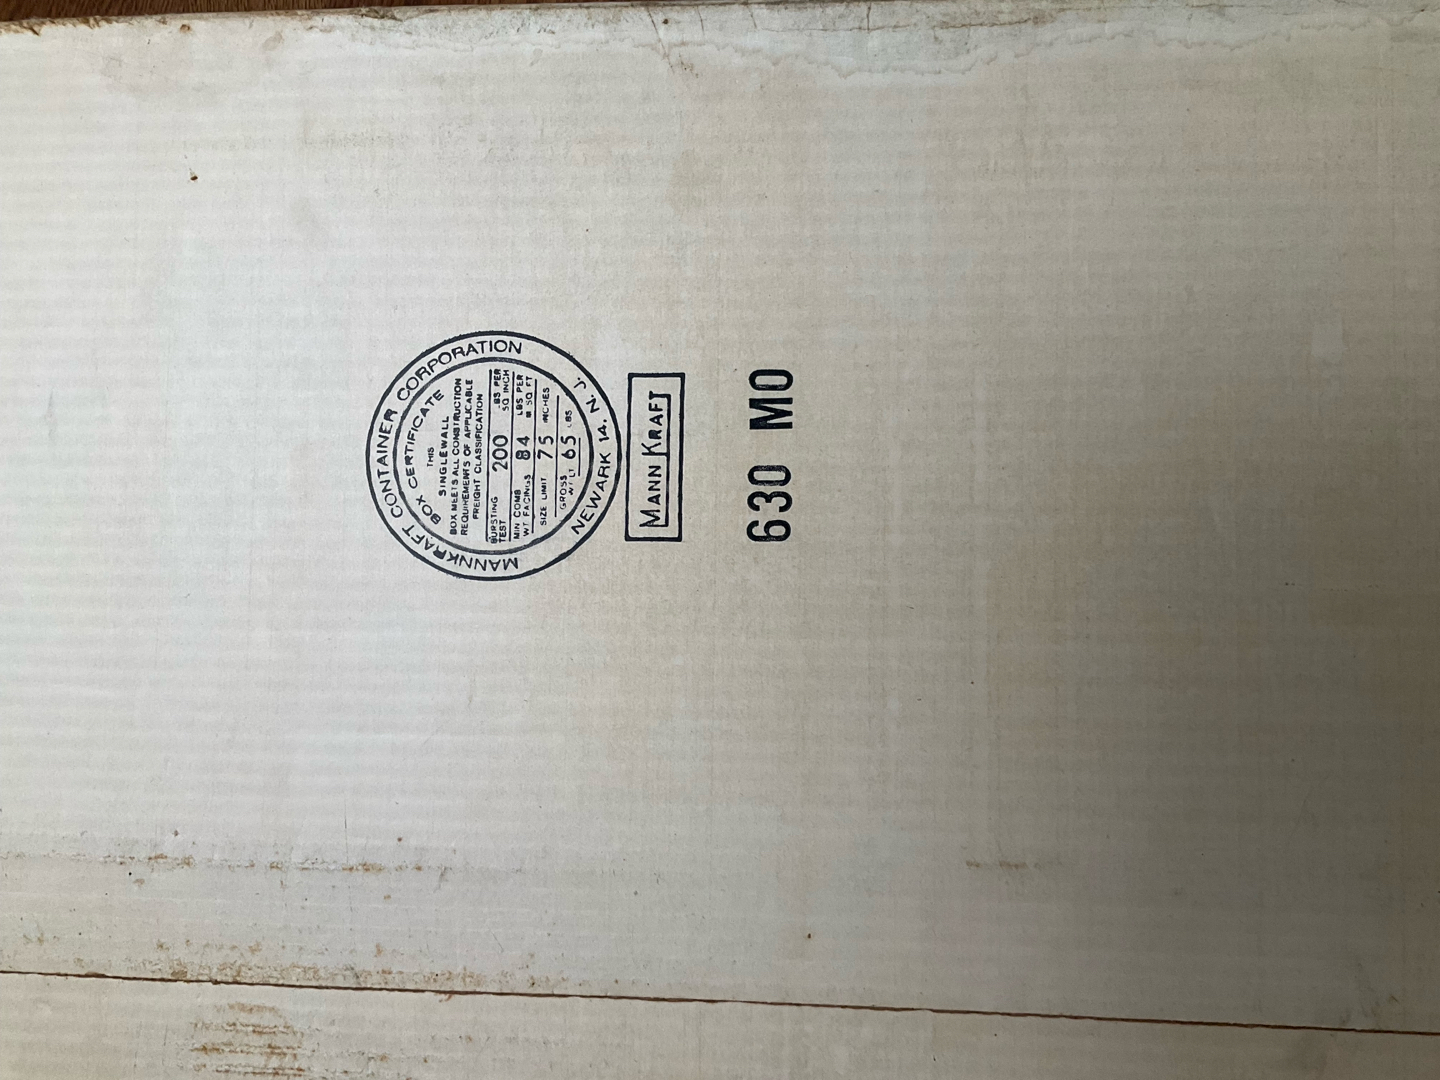 MANNKRAFT CONTAINER CORPORATION
BOX CERTIFICATE
THIS
SINGLEWALL
BOX MEETS ALL CONSTRUCTION
REQUIREMENTS OF APPLICABLE
FREIGHT CLASSIFICATION
BURSTING TEST 200 LBS PER SQ INCH
MIN COMB WT FACINGS 84 LBS PER M SQ FT
SIZE LIMIT 75 INCHES
GROSS WT LT 65 LBS
NEWARK 14, N. J.
MANN KRAFT
630 MO